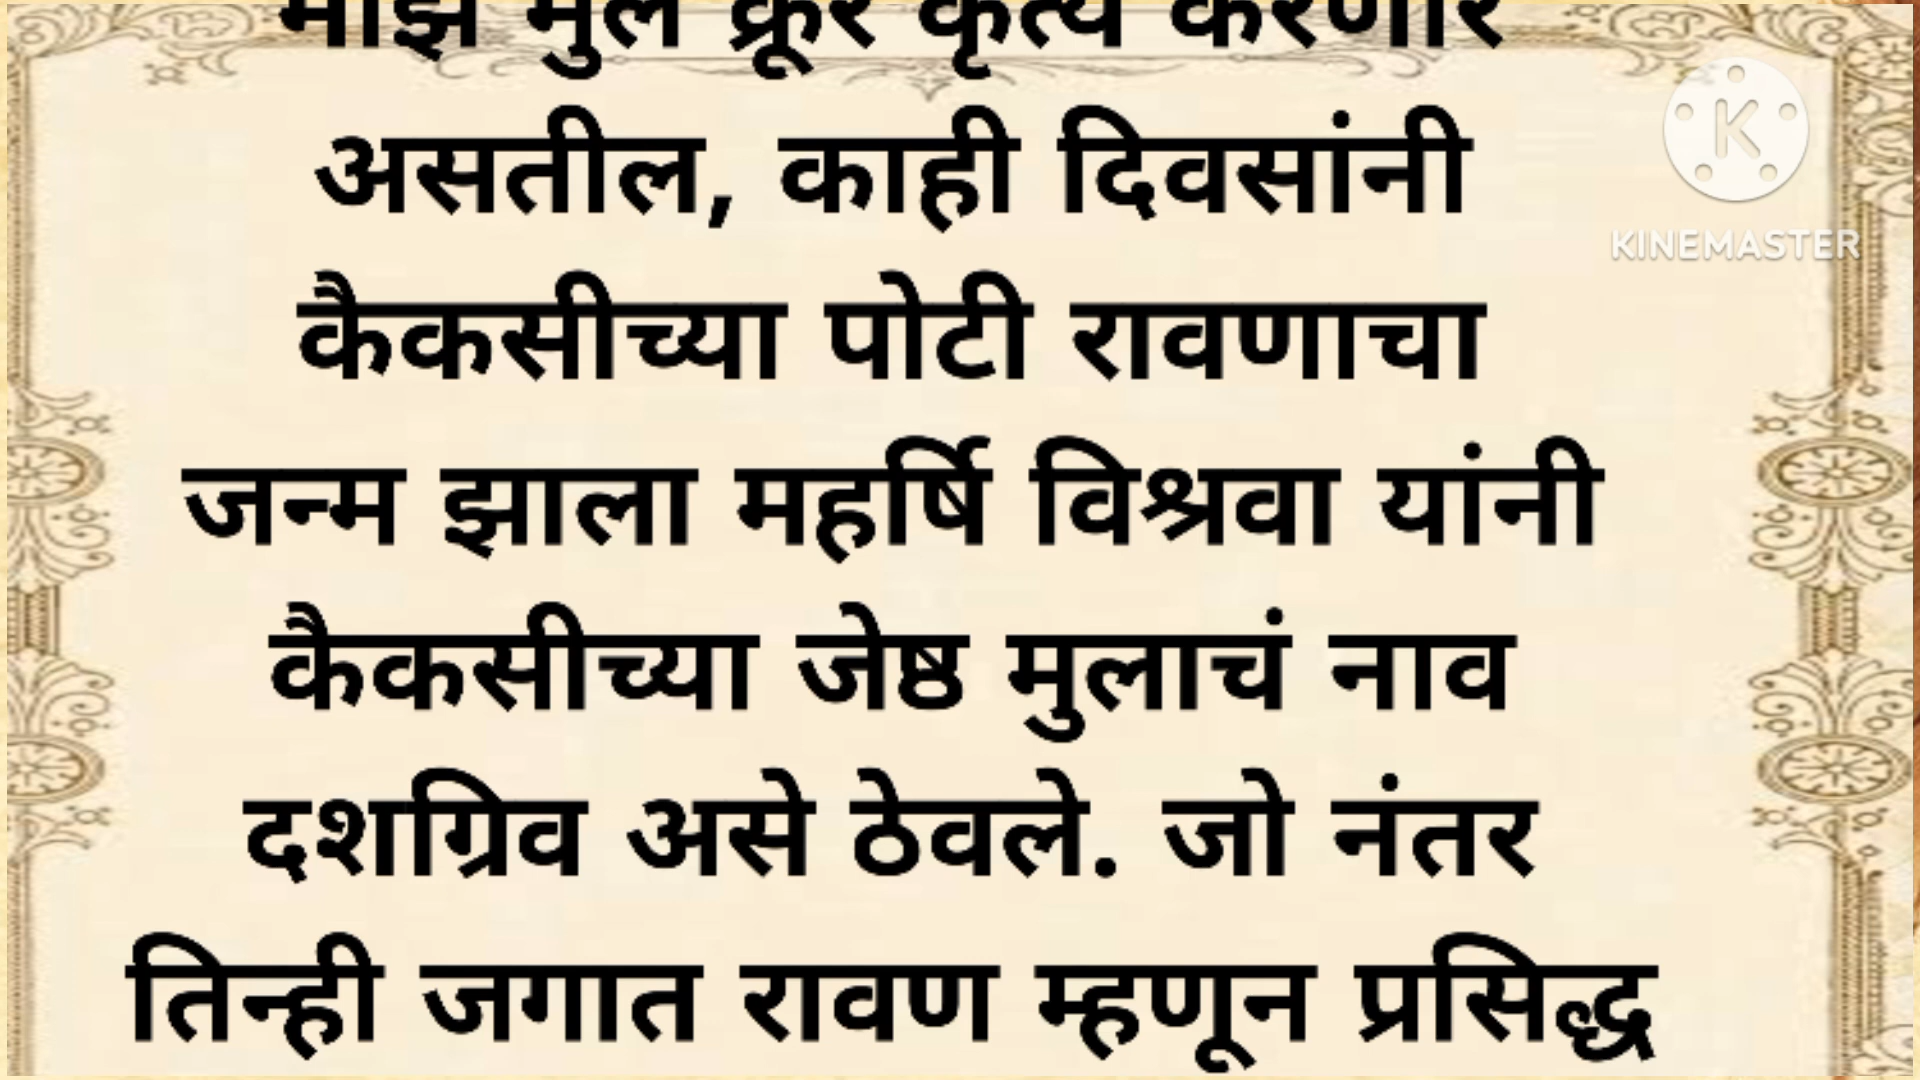 माझे मुले क्रूर कृत्य करणार
असतील, काही दिवसांनी
कैकसीच्या पोटी रावणाचा
जन्म झाला महर्षि विश्रवा यांनी
कैकसीच्या जेष्ठ मुलाचं नाव
दशग्रिव असे ठेवले. जो नंतर
तिन्ही जगात रावण म्हणून प्रसिद्ध
K
KINEMASTER